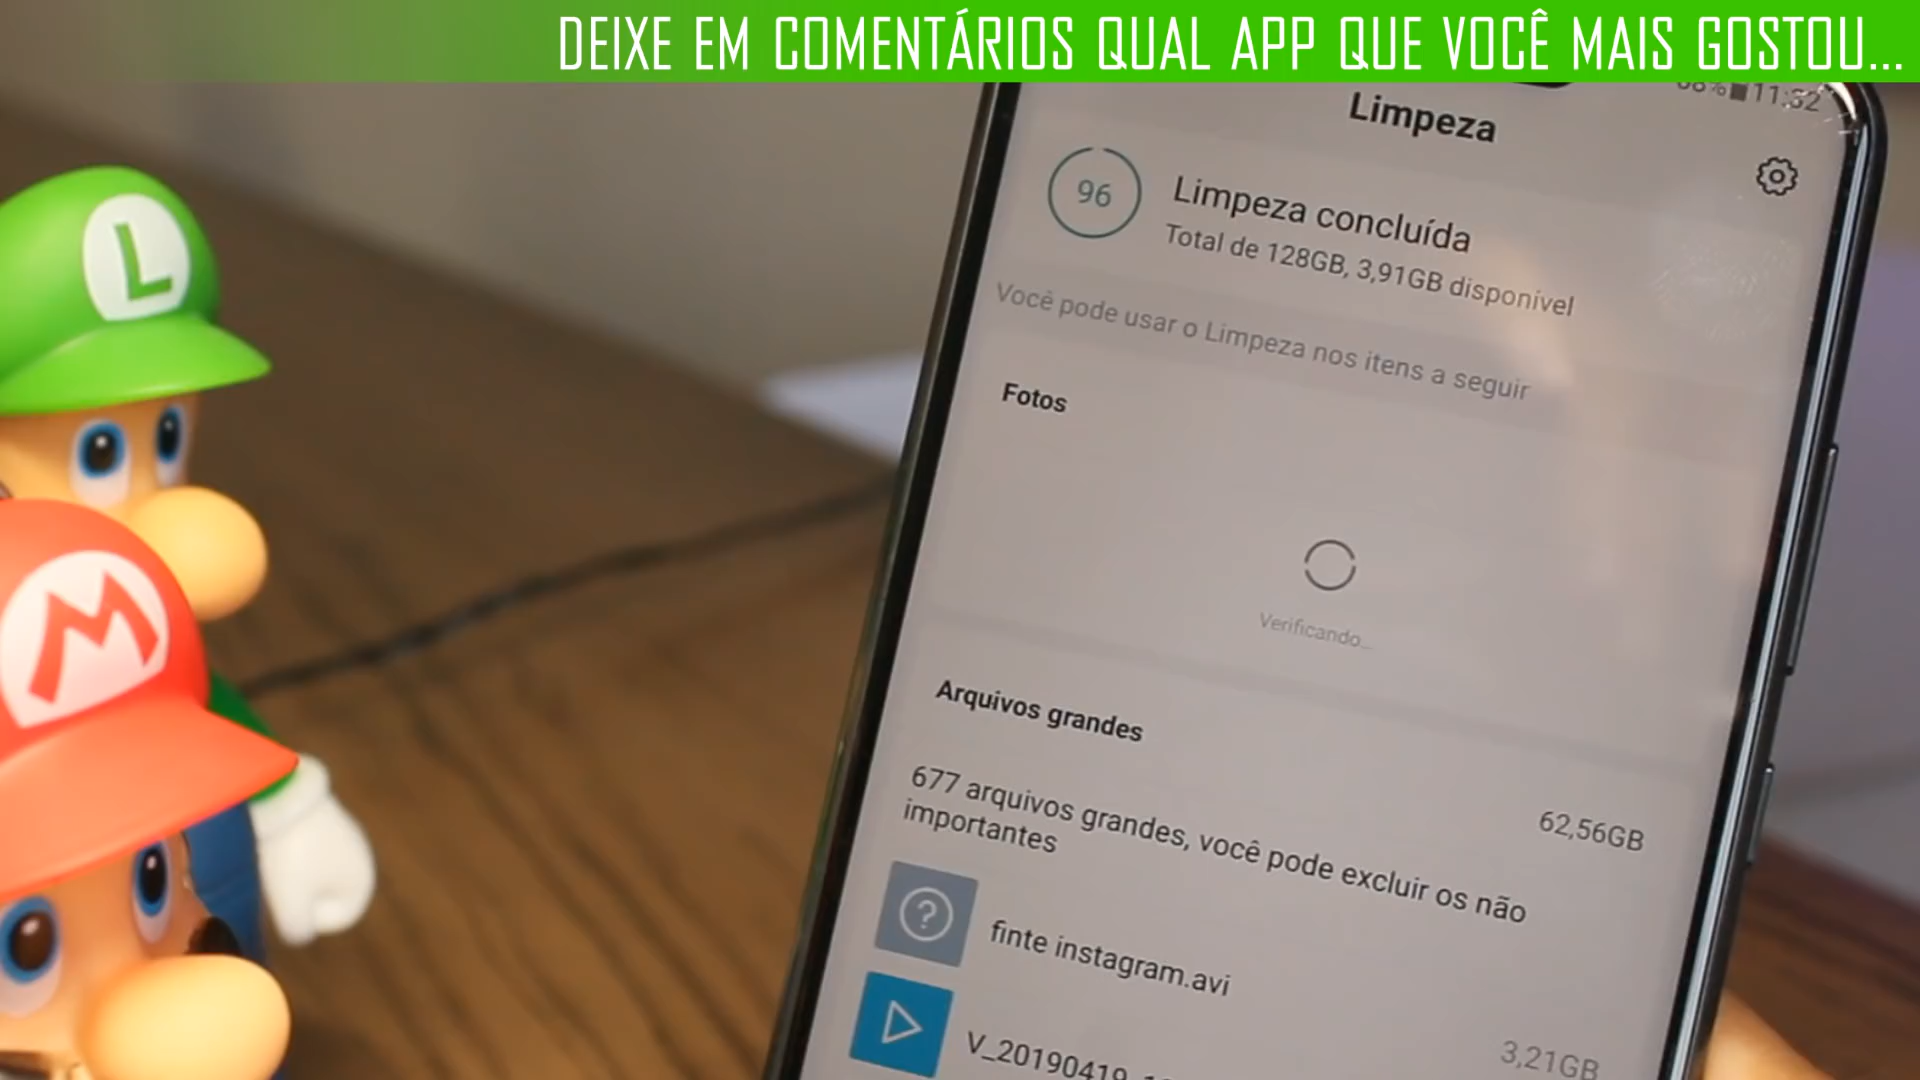 DEIXE EM COMENTÁRIOS QUAL APP QUE VOCÊ MAIS GOSTOU...
11:32
Limpeza
96
Limpeza concluída
Total de 128GB, 3,91GB disponível
Você pode usar o Limpeza nos itens a seguir
Fotos
Verificando...
Arquivos grandes
677 arquivos grandes, você pode excluir os não
importantes
62,56GB
?
finte instagram.avi
V_20190419_
3,21GB
L
M